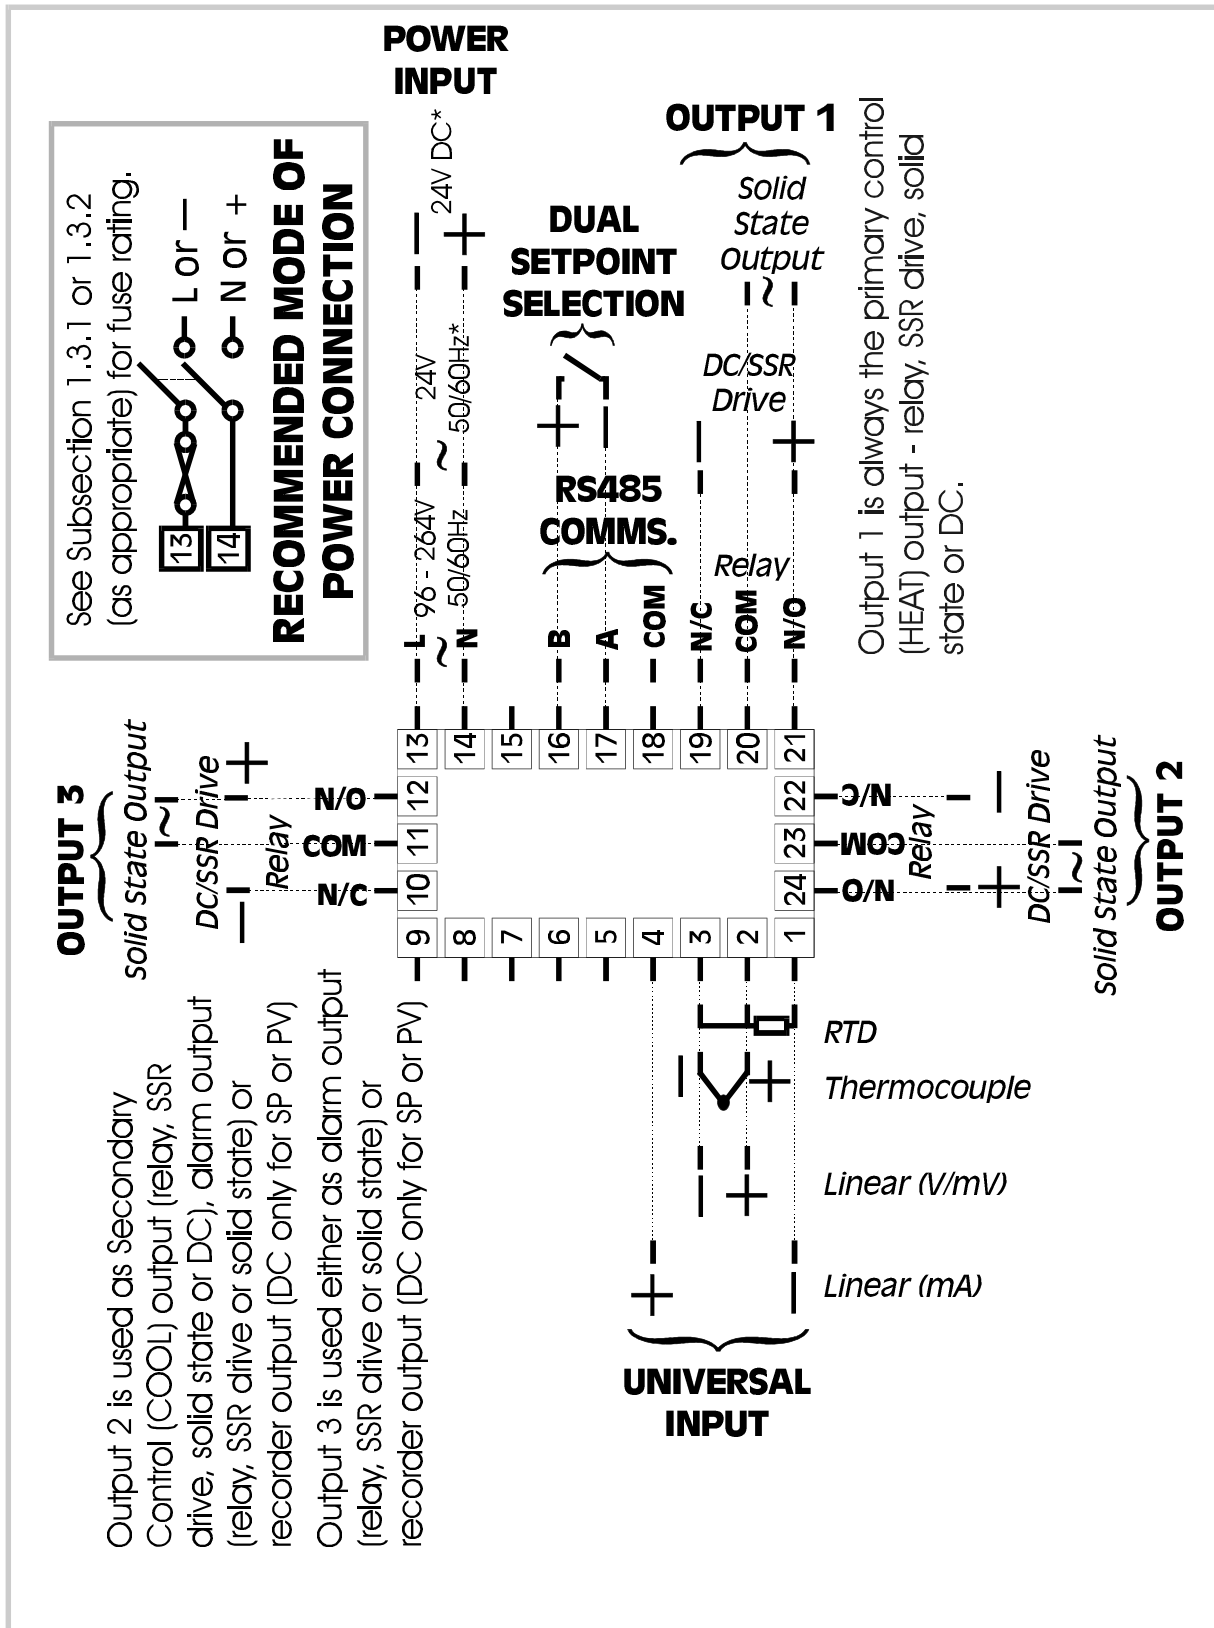 POWER
INPUT
24V DC*
24V
50/60Hz*
96 - 264V
50/60Hz
L
N
~
~
See Subsection 1.3.1 or 1.3.2
(as appropriate) for fuse rating.
L or —
N or +
13
14
RECOMMENDED MODE OF
POWER CONNECTION
DUAL
SETPOINT
SELECTION
+
—
RS485
COMMS.
B
A
COM
OUTPUT 1
Solid
State
Output
~
DC/SSR
Drive
—
+
Relay
N/C
COM
N/O
Output 1 is always the primary control
(HEAT) output - relay, SSR drive, solid
state or DC.
OUTPUT 3
Solid State Output
~
DC/SSR Drive
+
—
Relay
N/O
COM
N/C
13
14
15
16
17
18
19
20
21
12
11
10
22
23
24
9
8
7
6
5
4
3
2
1
N/C
COM
N/O
Relay
—
+
DC/SSR Drive
~
Solid State Output
OUTPUT 2
RTD
—
+
Thermocouple
—
+
Linear (V/mV)
+
—
Linear (mA)
UNIVERSAL
INPUT
Output 2 is used as Secondary
Control (COOL) output (relay, SSR
drive, solid state or DC), alarm output
(relay, SSR drive or solid state) or
recorder output (DC only for SP or PV)
Output 3 is used either as alarm output
(relay, SSR drive or solid state) or
recorder output (DC only for SP or PV)